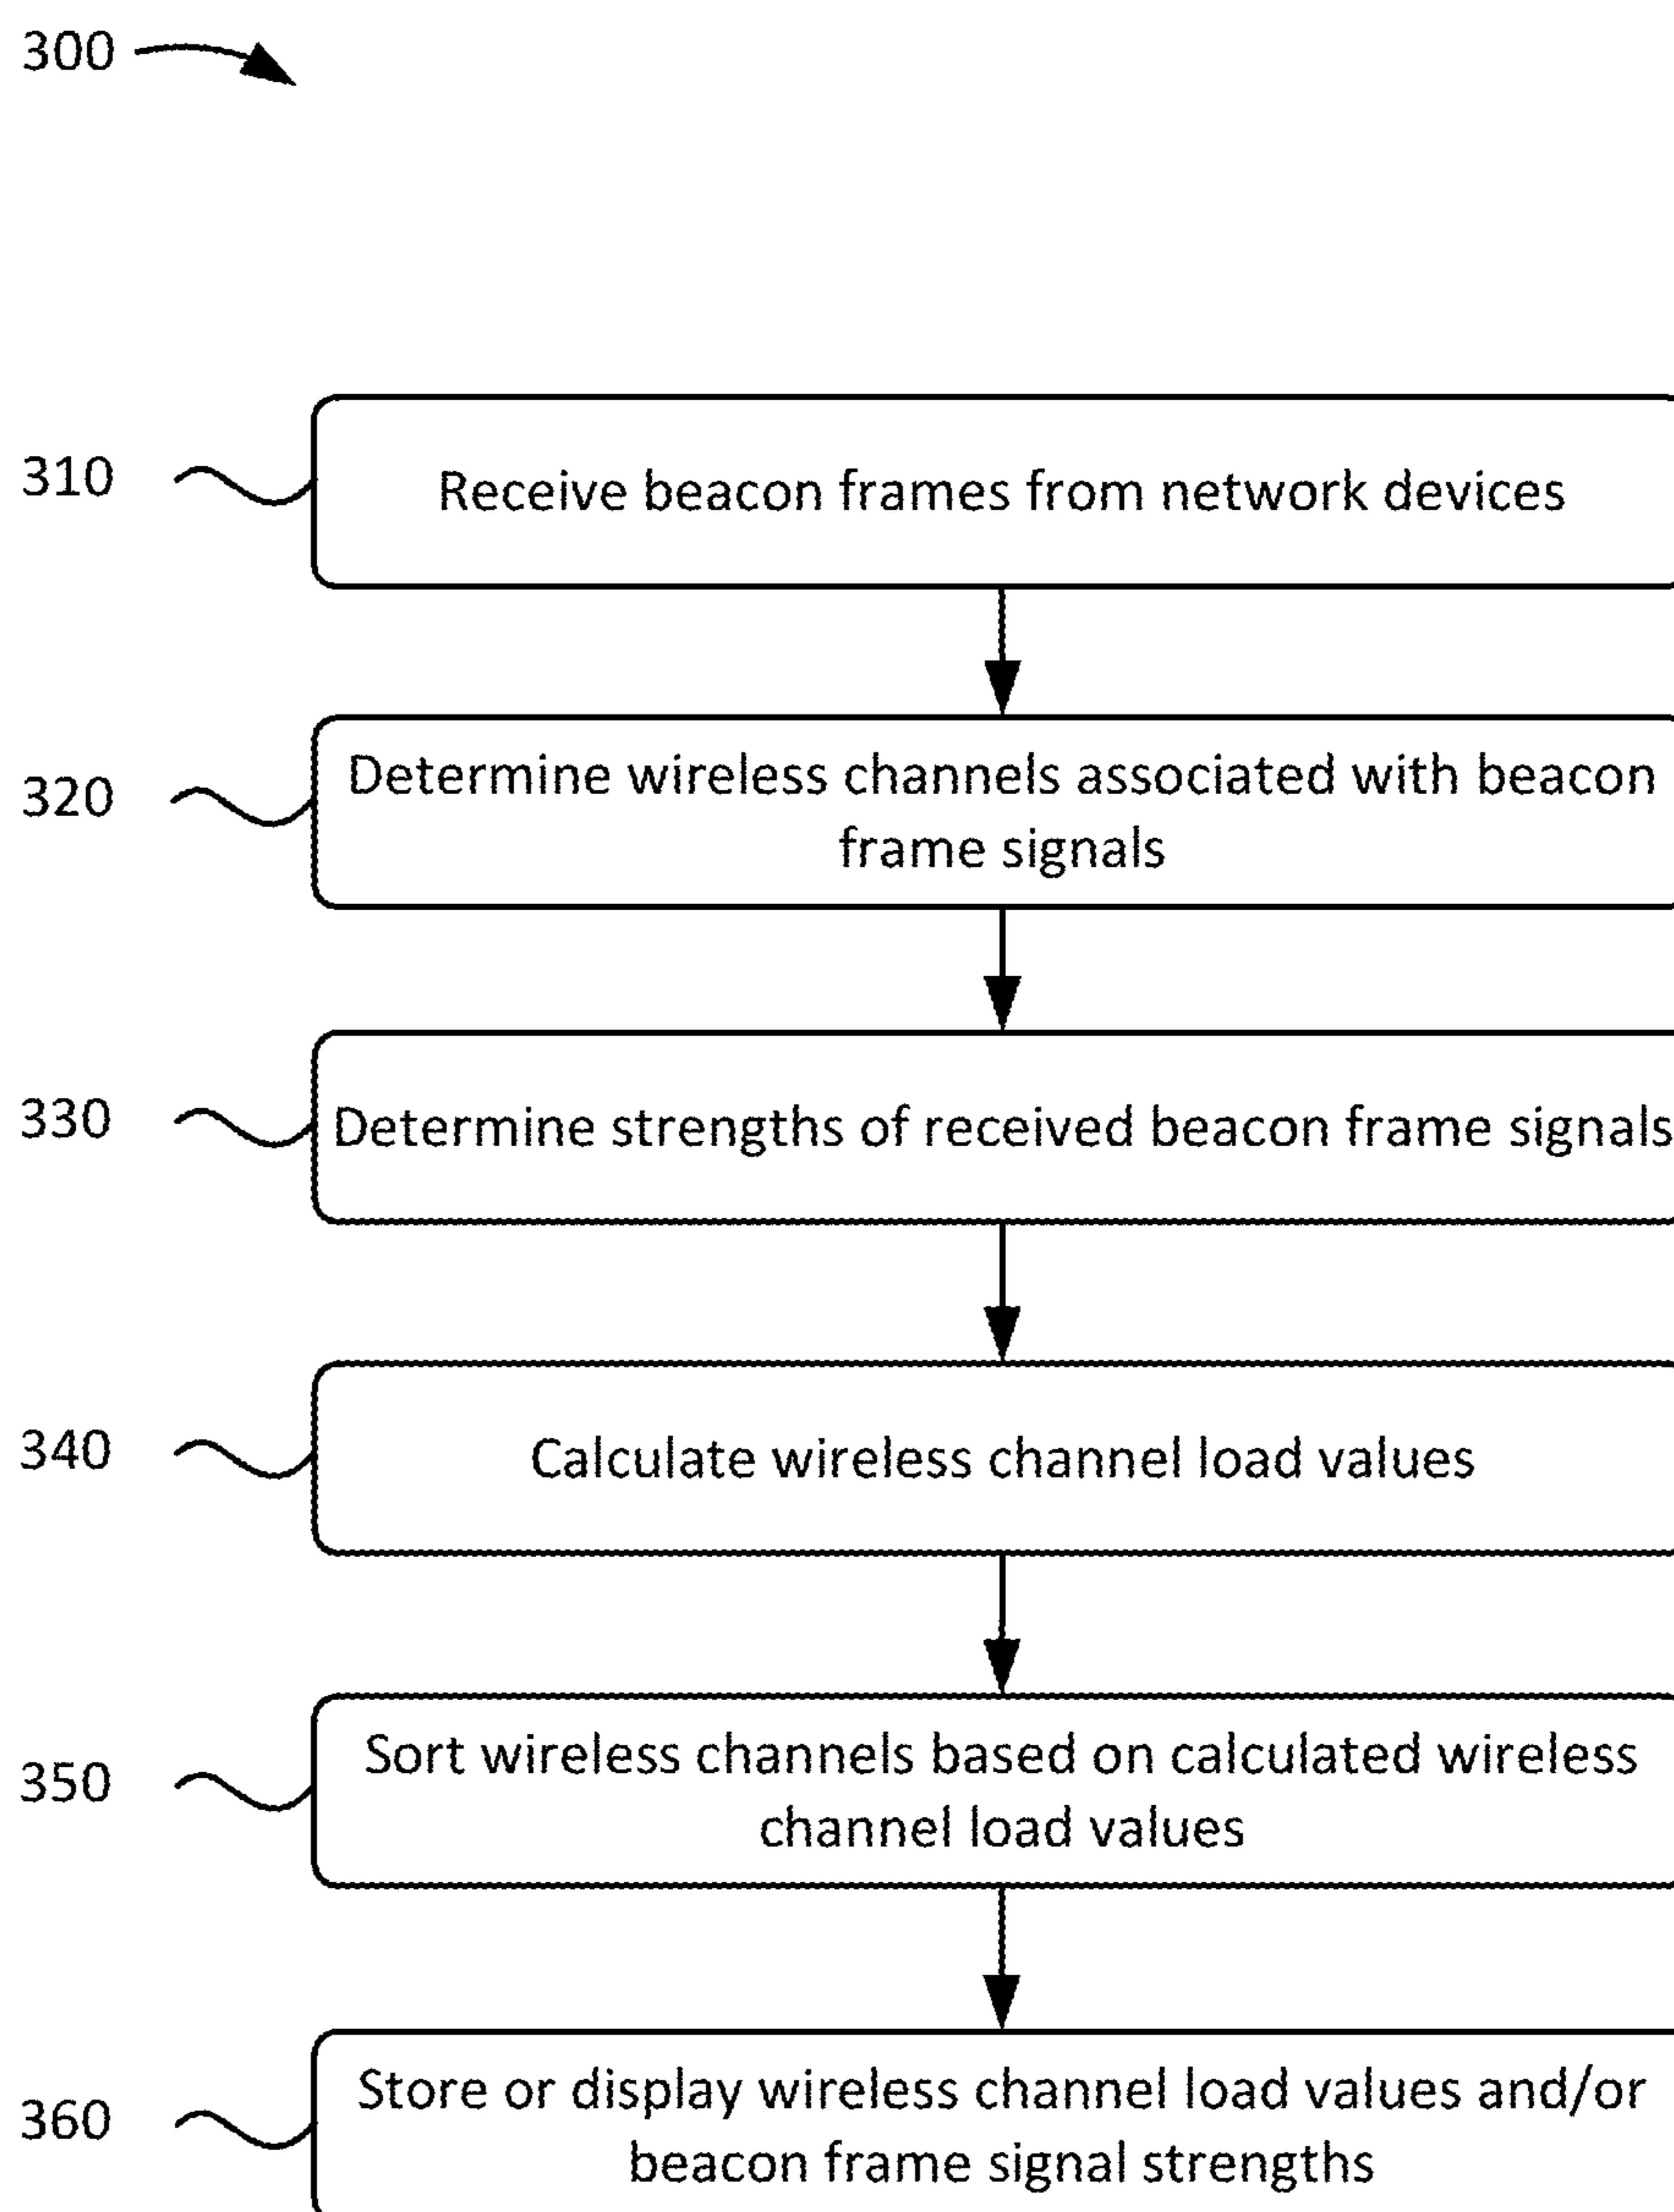 300
310
Receive beacon frames from network devices
320
Determine wireless channels associated with beacon
frame signals
330
Determine strengths of received beacon frame signals
340
Calculate wireless channel load values
350
Sort wireless channels based on calculated wireless
channel load values
360
Store or display wireless channel load values and/or
beacon frame signal strengths